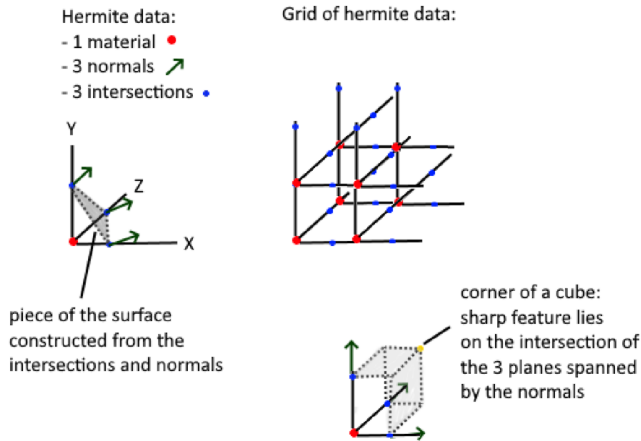 Hermite data:
- 1 material
- 3 normals
- 3 intersections
Grid of hermite data:
Y
Z
X
piece of the surface
constructed from the
intersections and normals
corner of a cube:
sharp feature lies
on the intersection of
the 3 planes spanned
by the normals